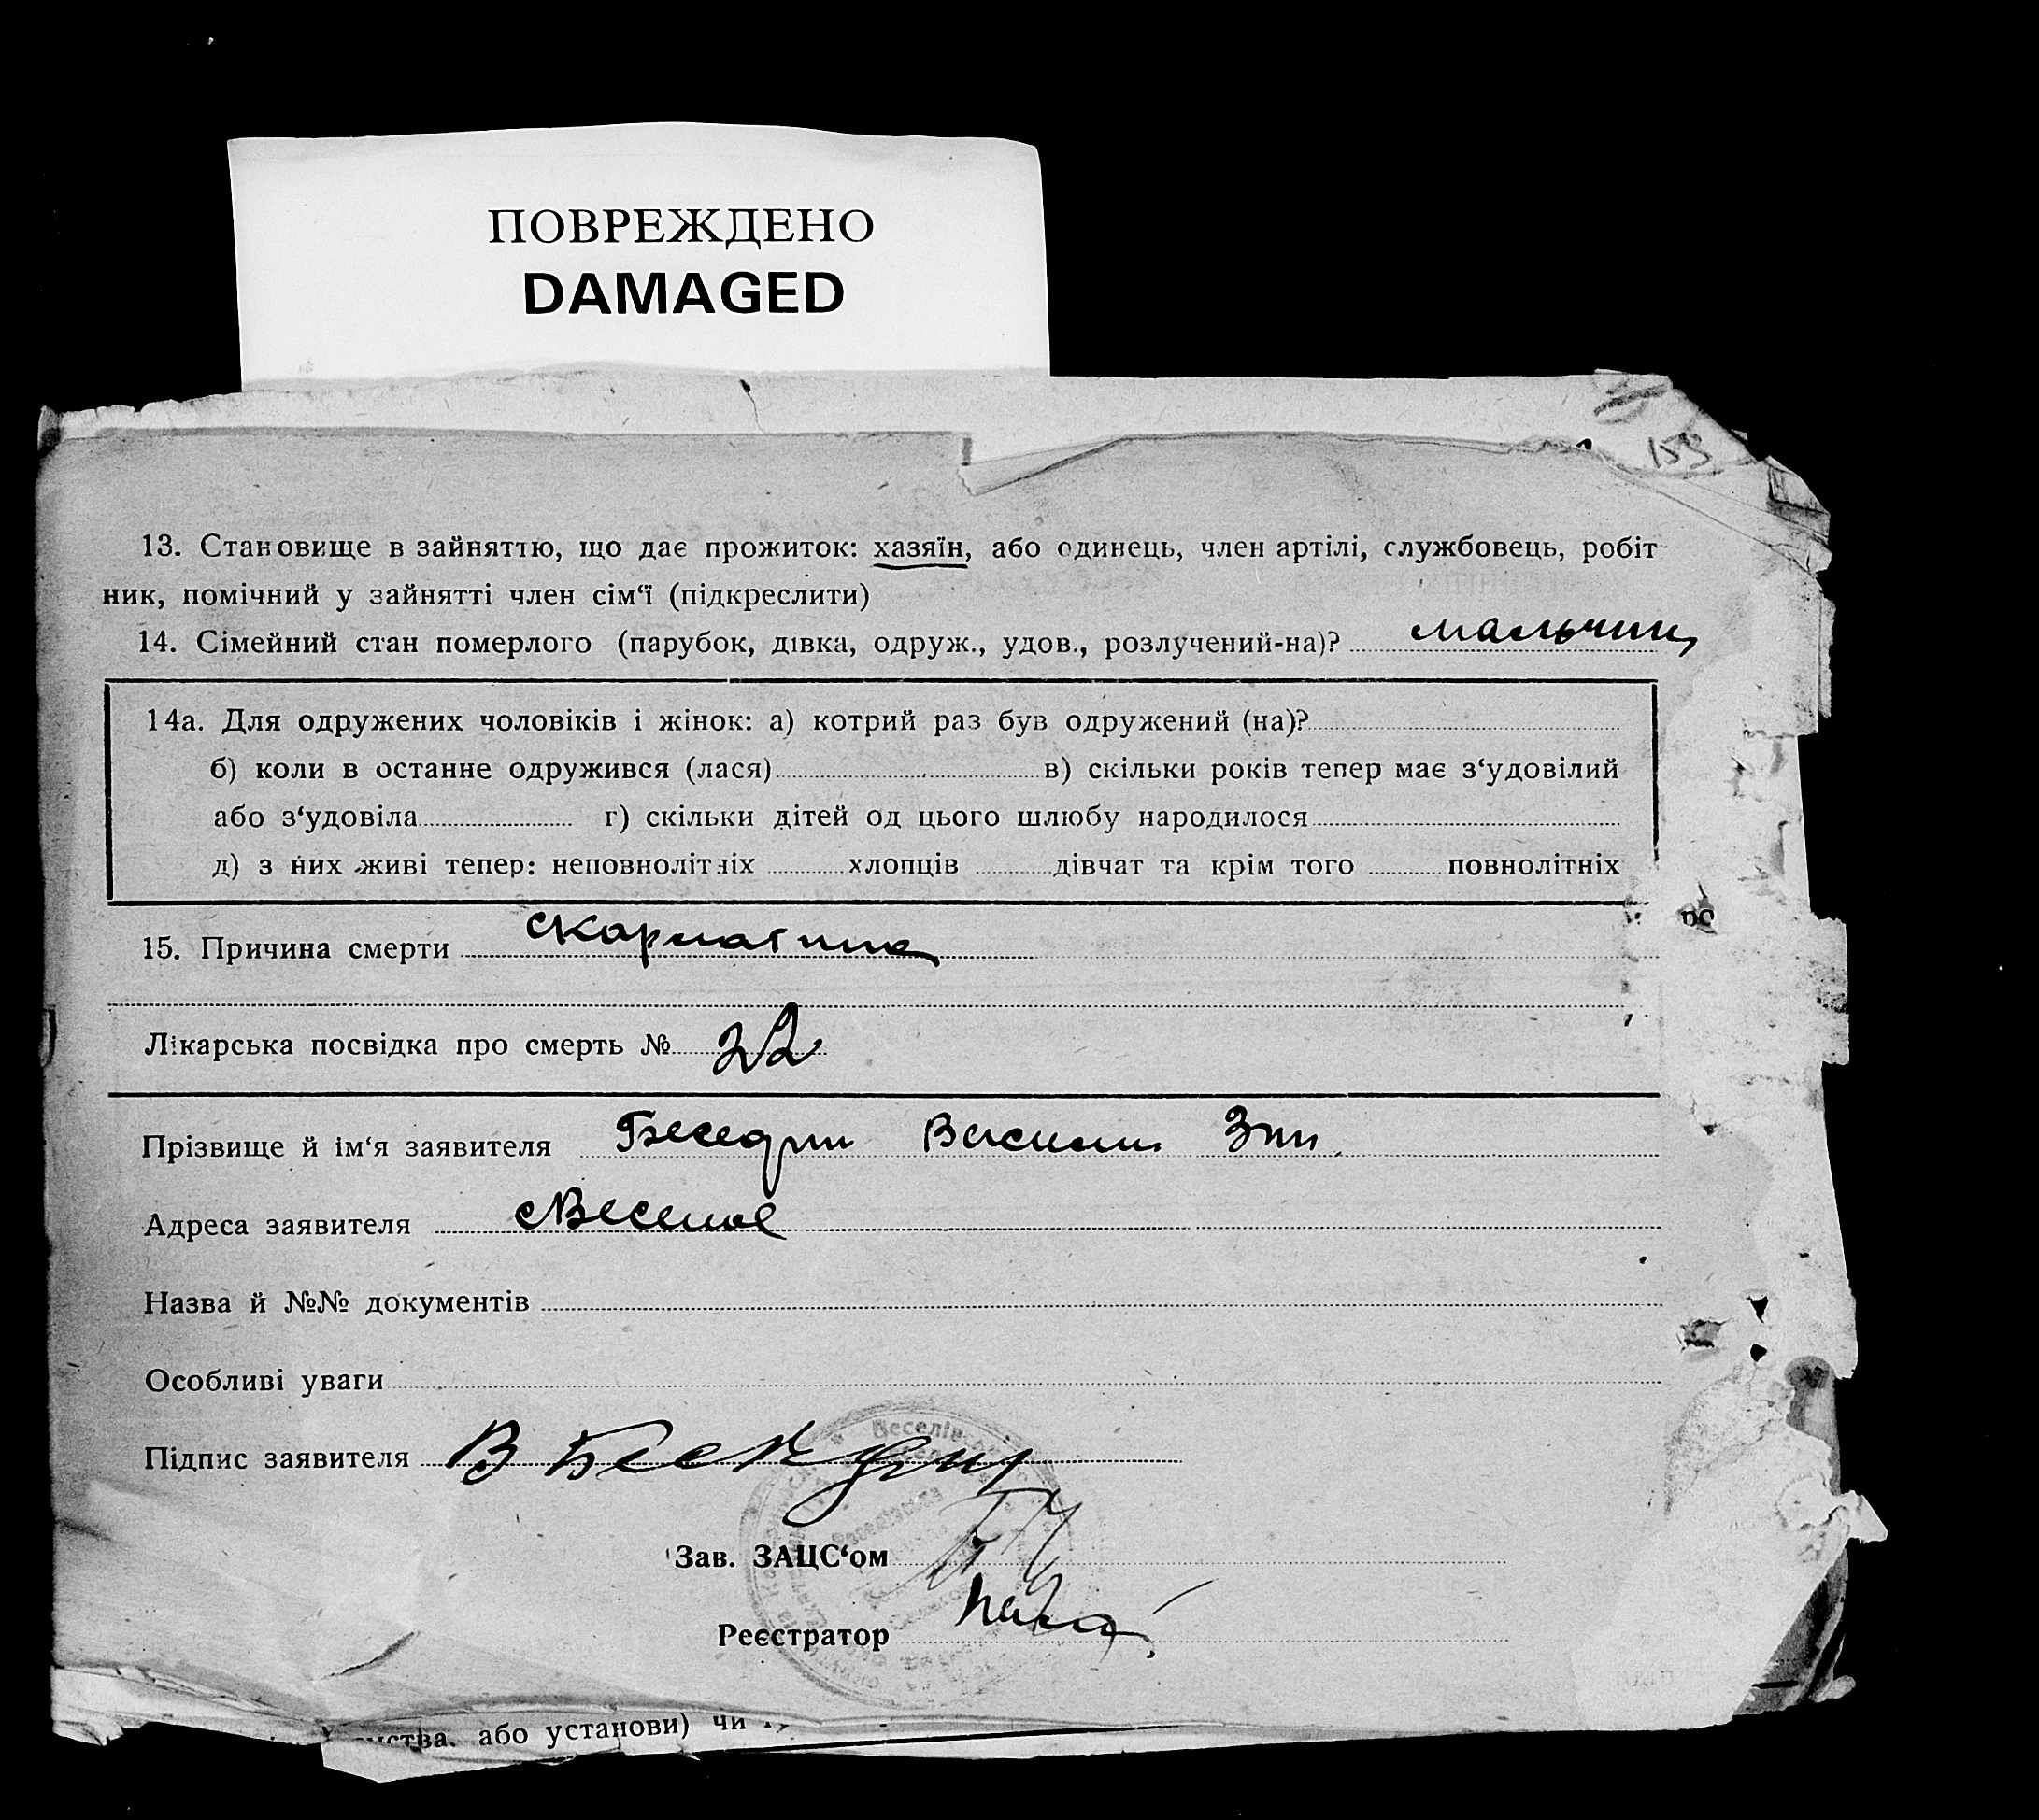 ПОВРЕЖДЕНО
DAMAGED
159
13. Становище в зайняттю, що дає прожиток: хазяїн, або одинець, член артілі, службовець, робіт
ник, помічний у зайнятті член сім‘ї (підкреслити)
14. Сімейний стан померлого (парубок, дівка, одруж., удов., розлучений-на)? мальчик
14а. Для одружених чоловіків і жінок: а) котрий раз був одружений (на)?
б) коли в останне одружився (лася) в) скільки років тепер має з‘удовілий
або з‘удовіла г) скільки дітей од цього шлюбу народилося
д) з них живі тепер: неповнолітніх хлопців дівчат та крім того повнолітніх
15. Причина смерти скарлатина
Лікарська посвідка про смерть № 22
Прізвище й ім‘я заявителя Беседин Василий Зин
Адреса заявителя с Веселое
Назва й №№ документів
Особливі уваги
Підпис заявителя В Беседин
Зав. ЗАЦС‘ом
Реєстратор
або установи) чи